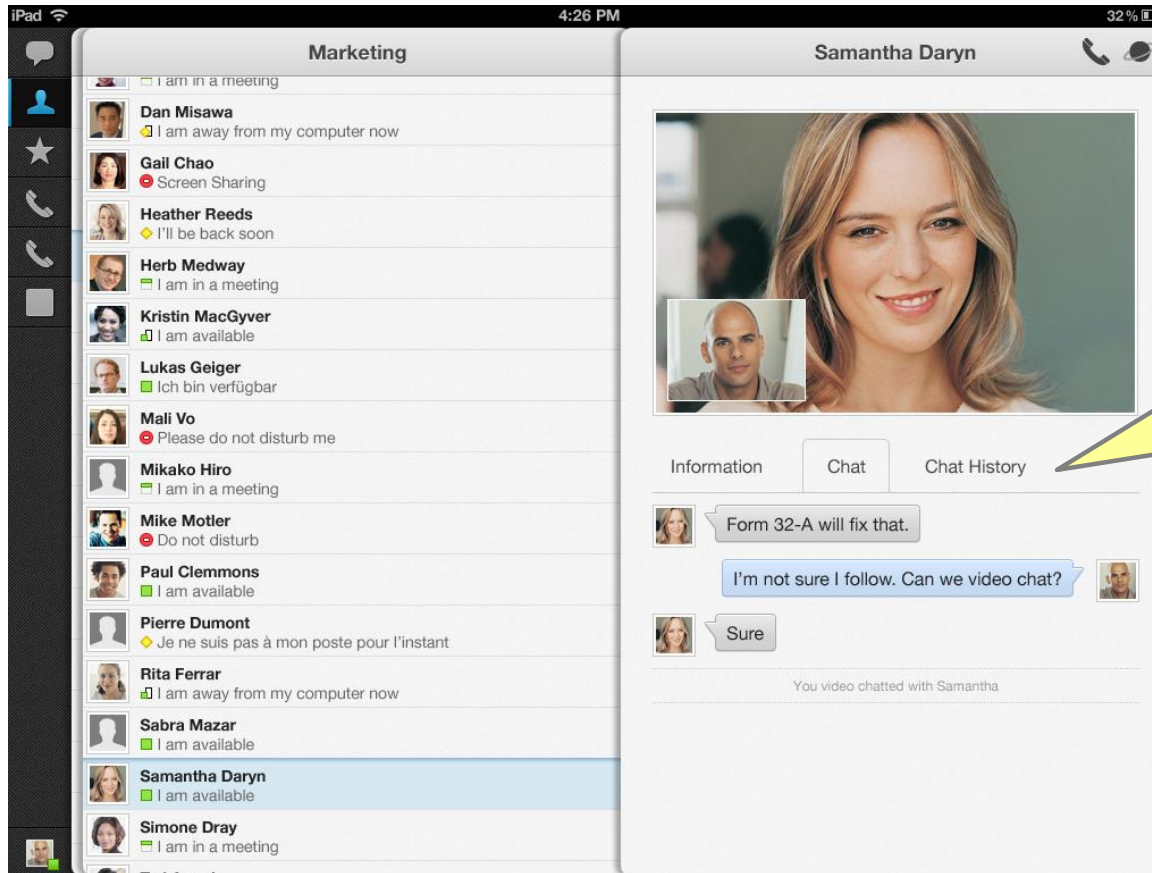 iPad 4:26 PM 32%
Marketing
I am in a meeting
Dan Misawa
I am away from my computer now
Gail Chao
Screen Sharing
Heather Reeds
I'll be back soon
Herb Medway
I am in a meeting
Kristin MacGyver
I am available
Lukas Geiger
Ich bin verfügbar
Mali Vo
Please do not disturb me
Mikako Hiro
I am in a meeting
Mike Motler
Do not disturb
Paul Clemmons
I am available
Pierre Dumont
Je ne suis pas à mon poste pour l'instant
Rita Ferrar
I am away from my computer now
Sabra Mazar
I am available
Samantha Daryn
I am available
Simone Dray
I am in a meeting
Samantha Daryn
Information Chat Chat History
Form 32-A will fix that.
I'm not sure I follow. Can we video chat?
Sure
You video chatted with Samantha